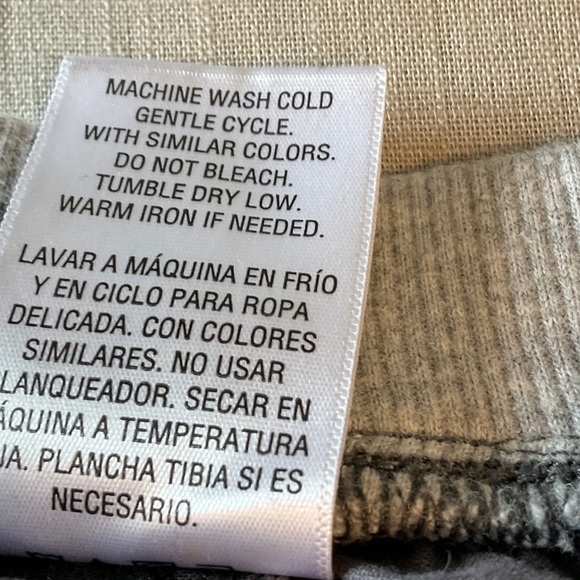 MACHINE WASH COLD
GENTLE CYCLE.
WITH SIMILAR COLORS.
DO NOT BLEACH.
TUMBLE DRY LOW.
WARM IRON IF NEEDED.
LAVAR A MÁQUINA EN FRÍO
Y EN CICLO PARA ROPA
DELICADA. CON COLORES
SIMILARES. NO USAR
LANQUEADOR. SECAR EN
ÁQUINA A TEMPERATURA
JA. PLANCHA TIBIA SI ES
NECESARIO.